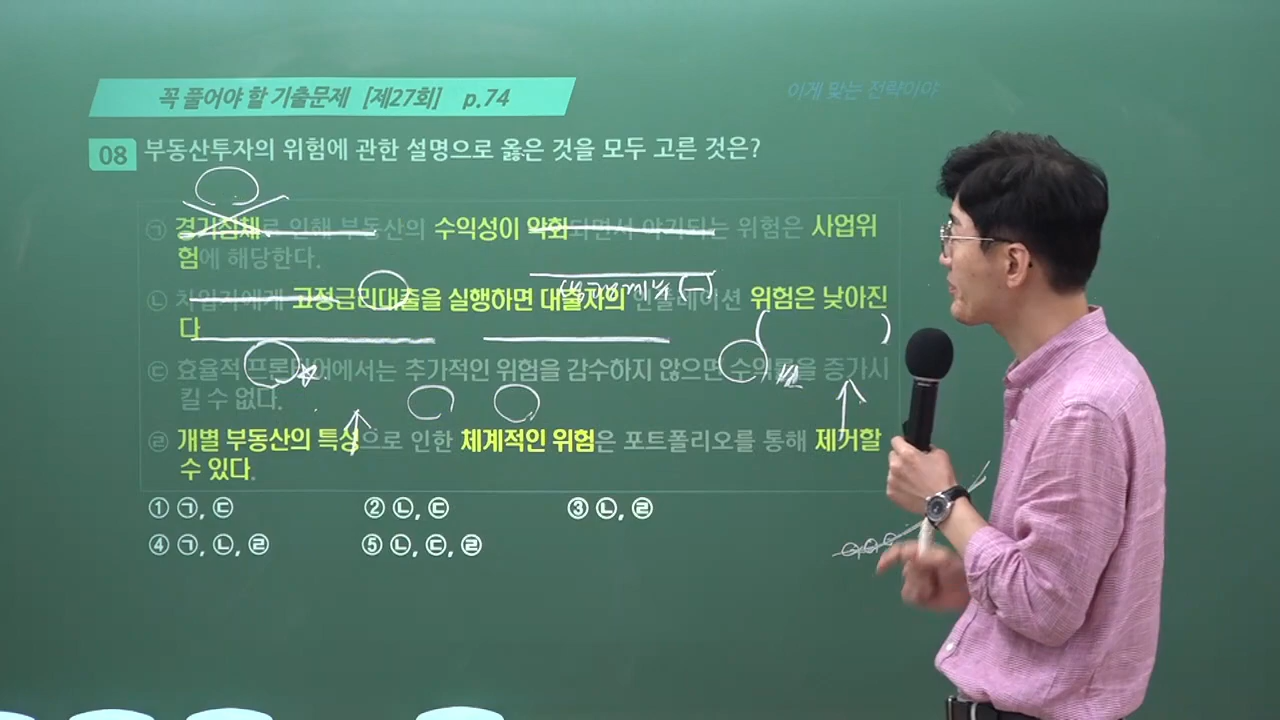 꼭 풀어야 할 기출문제 [제27회] p.74
이게 맞는 전략이야
08 부동산투자의 위험에 관한 설명으로 옳은 것을 모두 고른 것은?
㉠ 경기침체로 인해 부동산의 수익성이 악화되면서 야기되는 위험은 사업위
험에 해당한다.
㉡ 차입자에게 고정금리대출을 실행하면 대출자의 인플레이션 위험은 낮아진
다.
㉢ 효율적 프론티어에서는 추가적인 위험을 감수하지 않으면 수익률을 증가시
킬 수 없다.
㉣ 개별 부동산의 특성으로 인한 체계적인 위험은 포트폴리오를 통해 제거할
수 있다.
① ㉠, ㉢ ② ㉡, ㉢ ③ ㉡, ㉣
④ ㉠, ㉡, ㉣ ⑤ ㉡, ㉢, ㉣